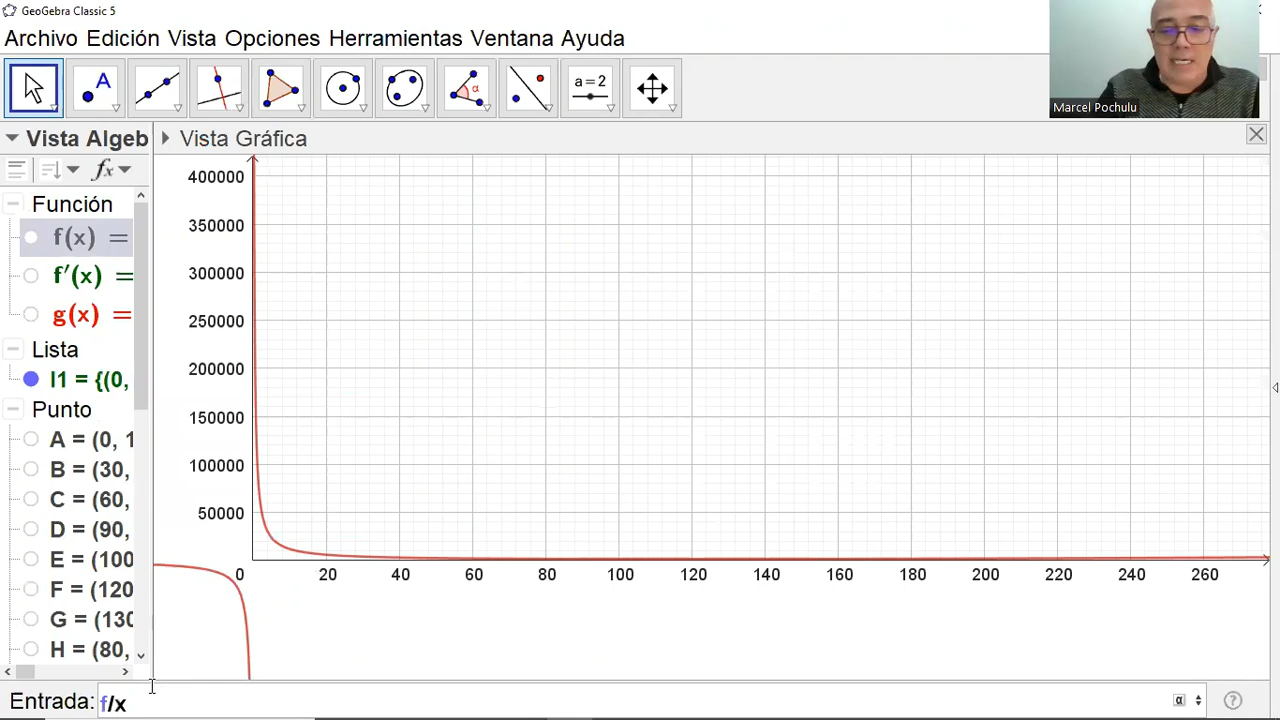 GeoGebra Classic 5
Archivo Edición Vista Opciones Herramientas Ventana Ayuda
A
α
a = 2
Marcel Pochulu
Vista Algeb
Vista Gráfica
fx
Función
f(x) =
f′(x) =
g(x) =
Lista
l1 = {(0,
Punto
A = (0, 1
B = (30,
C = (60,
D = (90,
E = (100
F = (120
G = (130
H = (80,
400000
350000
300000
250000
200000
150000
100000
50000
0 20 40 60 80 100 120 140 160 180 200 220 240 260
Entrada: f/x
α
?